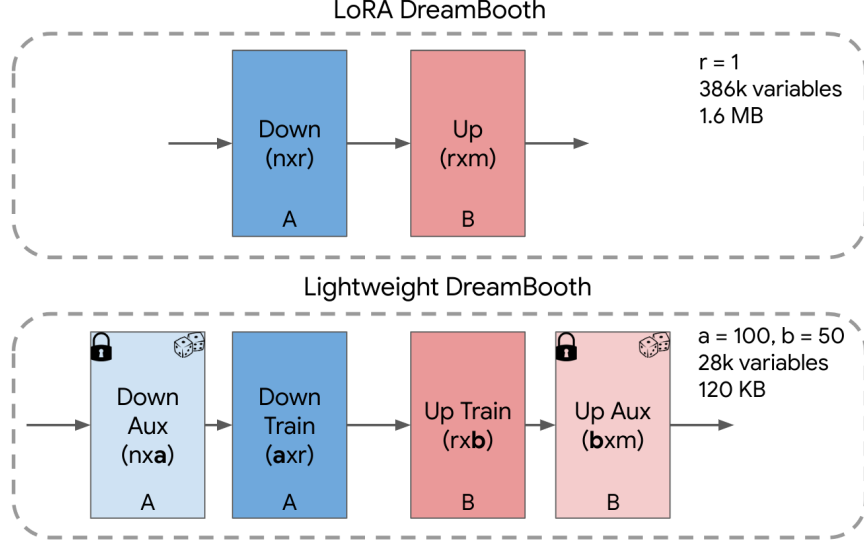 LoRA DreamBooth
Down
(nxr)
A
Up
(rxm)
B
r = 1
386k variables
1.6 MB
Lightweight DreamBooth
Down
Aux
(nxa)
A
Down
Train
(axr)
A
Up Train
(rxb)
B
Up Aux
(bxm)
B
a = 100, b = 50
28k variables
120 KB